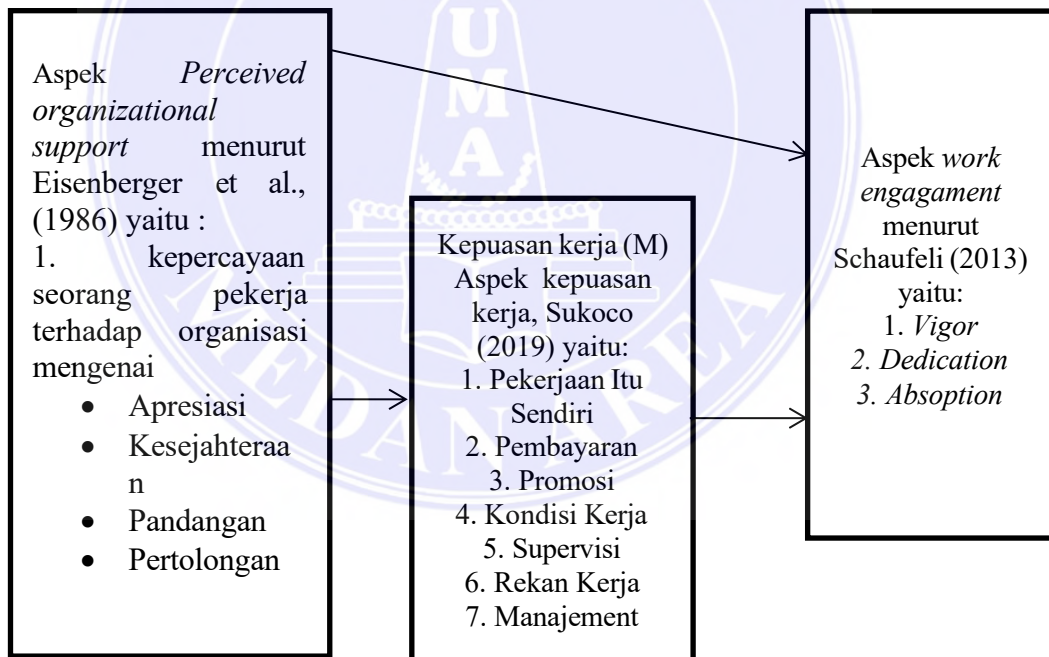 Aspek Perceived
organizational
support menurut
Eisenberger et al.,
(1986) yaitu :
1. kepercayaan
seorang pekerja
terhadap organisasi
mengenai
• Apresiasi
• Kesejahteraa
n
• Pandangan
• Pertolongan
Kepuasan kerja (M)
Aspek kepuasan
kerja, Sukoco
(2019) yaitu:
1. Pekerjaan Itu
Sendiri
2. Pembayaran
3. Promosi
4. Kondisi Kerja
5. Supervisi
6. Rekan Kerja
7. Manajement
Aspek work
engagament
menurut
Schaufeli (2013)
yaitu:
1. Vigor
2. Dedication
3. Absoption
UMA
MEDAN AREA